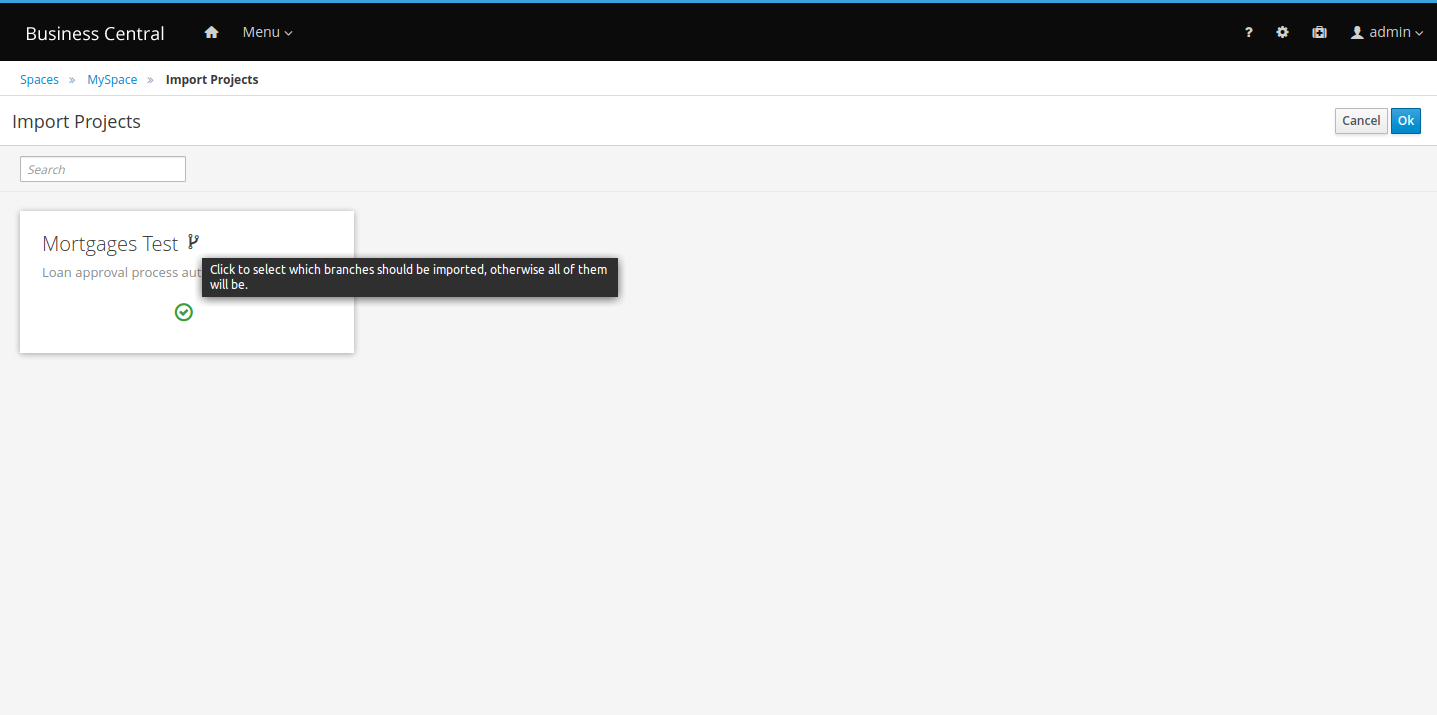 Business Central Menu ? admin
Spaces » MySpace » Import Projects
Import Projects Cancel Ok
Search
Mortgages Test
Loan approval process aut
Click to select which branches should be imported, otherwise all of them
will be.